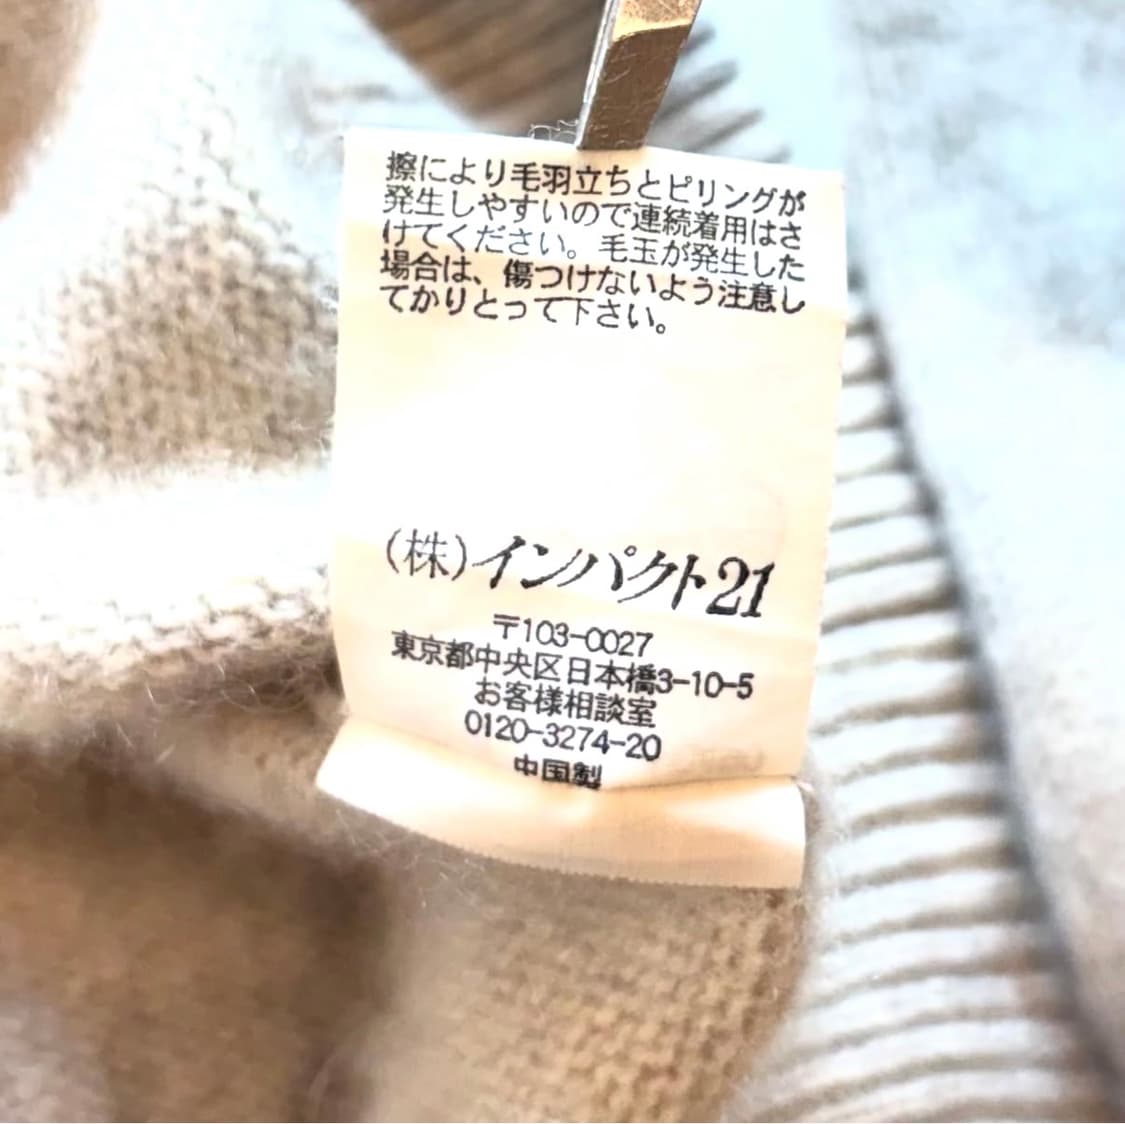 擦により毛羽立ちとピリングが
発生しやすいので連続着用はさ
けてください。毛玉が発生した
場合は、傷つけないよう注意し
てかりとって下さい。
(株)インパクト21
〒103-0027
東京都中央区日本橋3-10-5
お客様相談室
0120-3274-20
中国製